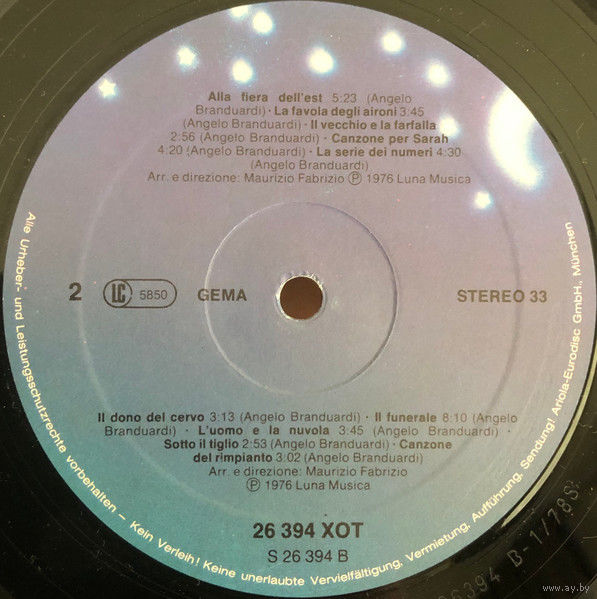 Alla fiera dell'est 5:23 (Angelo
Branduardi) · La favola degli aironi 3:45
(Angelo Branduardi) · Il vecchio e la farfalla
2:56 (Angelo Branduardi) · Canzone per Sarah
4:20 (Angelo Branduardi) · La serie dei numeri 4:30
(Angelo Branduardi)
Arr. e direzione: Maurizio Fabrizio Ⓟ 1976 Luna Musica
2 LC 5850 GEMA STEREO 33
Il dono del cervo 3:13 (Angelo Branduardi) · Il funerale 8:10 (Angelo
Branduardi) · L'uomo e la nuvola 3:45 (Angelo Branduardi) ·
Sotto il tiglio 2:53 (Angelo Branduardi) · Canzone
del rimpianto 3:02 (Angelo Branduardi)
Arr. e direzione: Maurizio Fabrizio
Ⓟ 1976 Luna Musica
26 394 XOT
S 26 394 B
Alle Urheber- und Leistungsschutzrechte vorbehalten – Kein Verleih! Keine unerlaubte Vervielfältigung, Vermietung, Aufführung, Sendung! Ariola-Eurodisc GmbH., München
26394 B-1/78S
www.ay.by